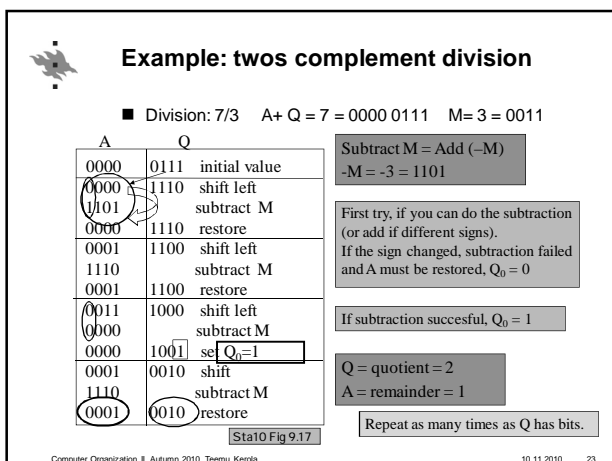 Example: twos complement division
■ Division: 7/3 A+ Q = 7 = 0000 0111 M= 3 = 0011
A Q
0000 0111 initial value
0000 1110 shift left
1101 subtract M
0000 1110 restore
0001 1100 shift left
1110 subtract M
0001 1100 restore
0011 1000 shift left
0000 subtract M
0000 1001 set Q0=1
0001 0010 shift
1110 subtract M
0001 0010 restore
Sta10 Fig 9.17
Subtract M = Add (–M)
-M = -3 = 1101
First try, if you can do the subtraction
(or add if different signs).
If the sign changed, subtraction failed
and A must be restored, Q0 = 0
If subtraction succesful, Q0 = 1
Q = quotient = 2
A = remainder = 1
Repeat as many times as Q has bits.
Computer Organization II, Autumn 2010, Teemu Kerola 10.11.2010 23